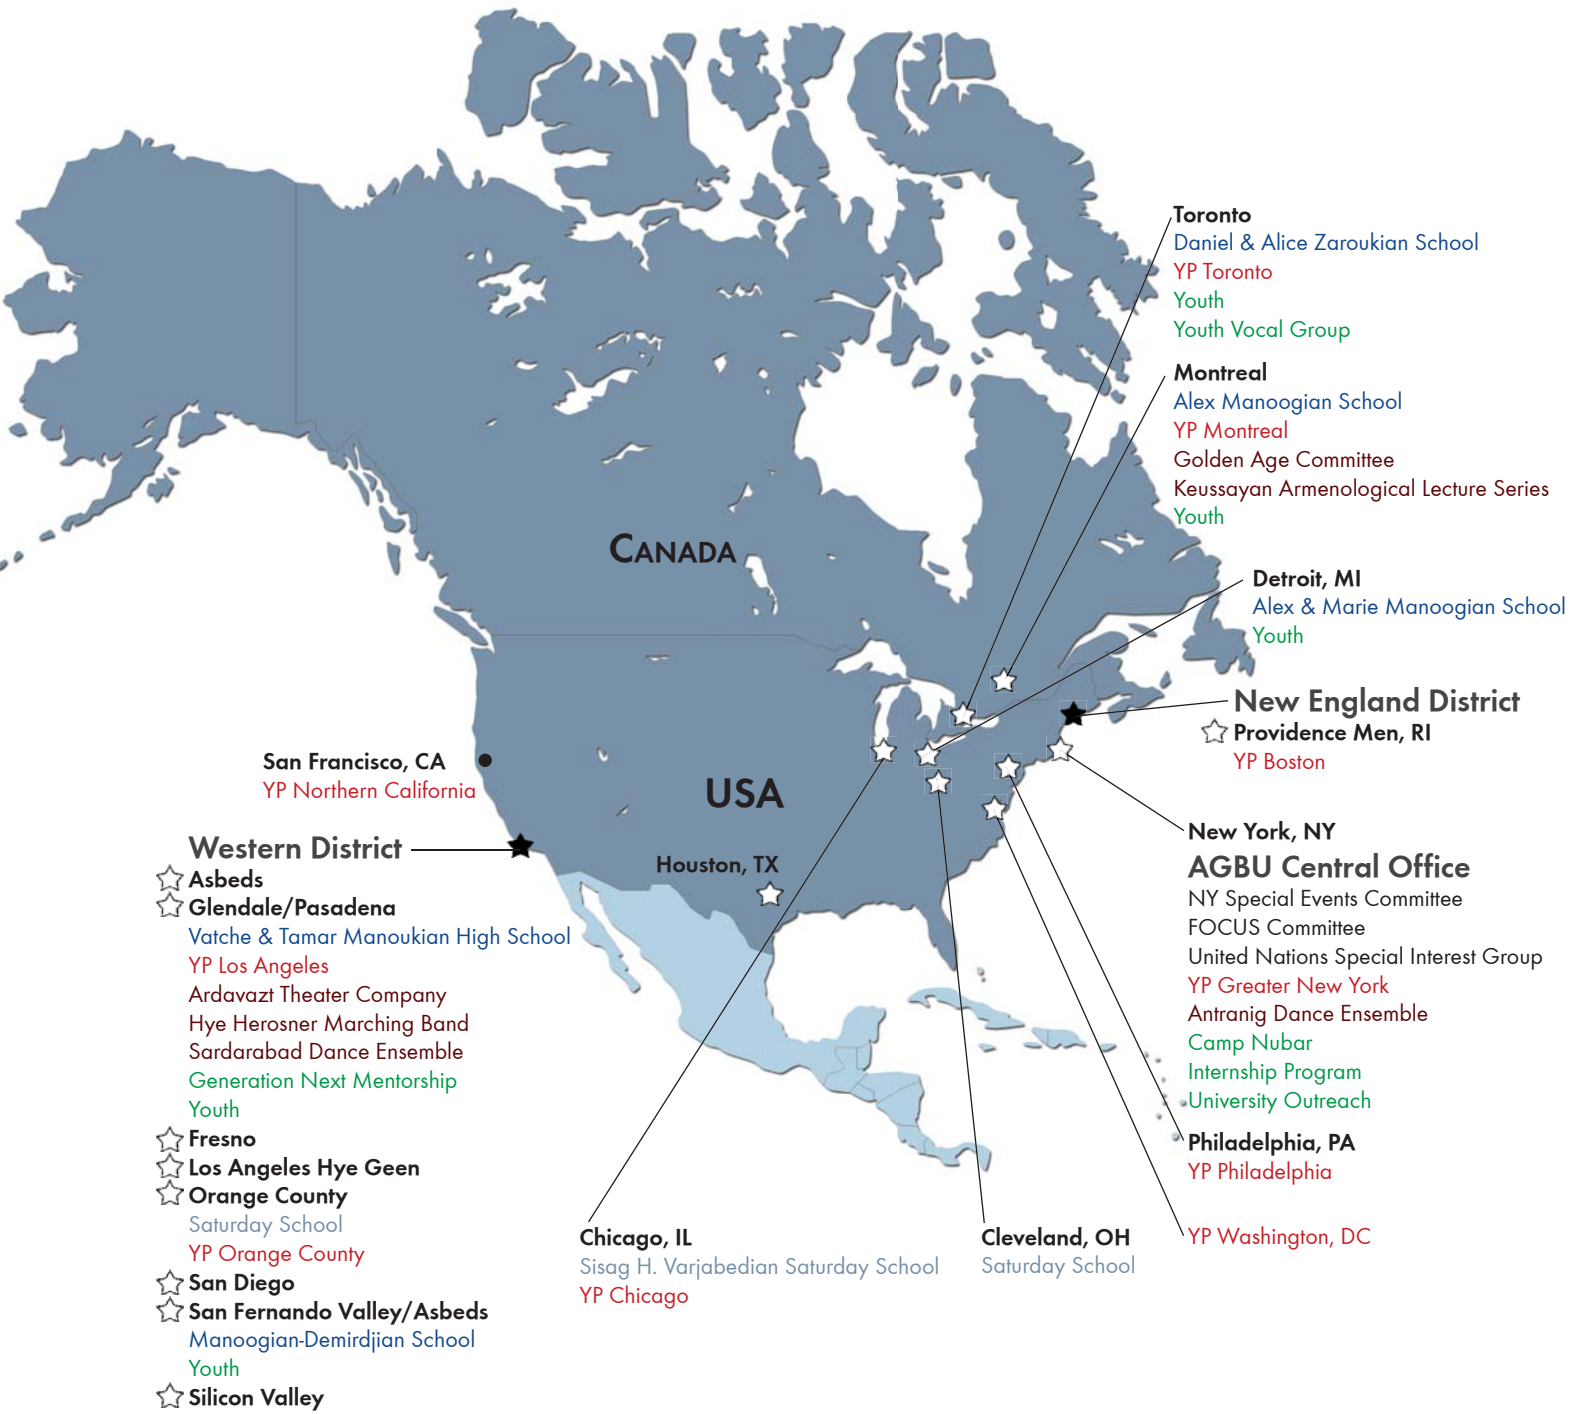 Toronto
Daniel & Alice Zaroukian School
YP Toronto
Youth
Youth Vocal Group
Montreal
Alex Manoogian School
YP Montreal
Golden Age Committee
Keussayan Armenological Lecture Series
Youth
CANADA
Detroit, MI
Alex & Marie Manoogian School
Youth
New England District
Providence Men, RI
YP Boston
San Francisco, CA
YP Northern California
USA
Houston, TX
New York, NY
AGBU Central Office
NY Special Events Committee
FOCUS Committee
United Nations Special Interest Group
YP Greater New York
Antranig Dance Ensemble
Camp Nubar
Internship Program
University Outreach
Philadelphia, PA
YP Philadelphia
YP Washington, DC
Western District
Asbeds
Glendale/Pasadena
Vatche & Tamar Manoukian High School
YP Los Angeles
Ardavazt Theater Company
Hye Herosner Marching Band
Sardarabad Dance Ensemble
Generation Next Mentorship
Youth
Fresno
Los Angeles Hye Geen
Orange County
Saturday School
YP Orange County
San Diego
San Fernando Valley/Asbeds
Manoogian-Demirdjian School
Youth
Silicon Valley
Chicago, IL
Sisag H. Varjabedian Saturday School
YP Chicago
Cleveland, OH
Saturday School